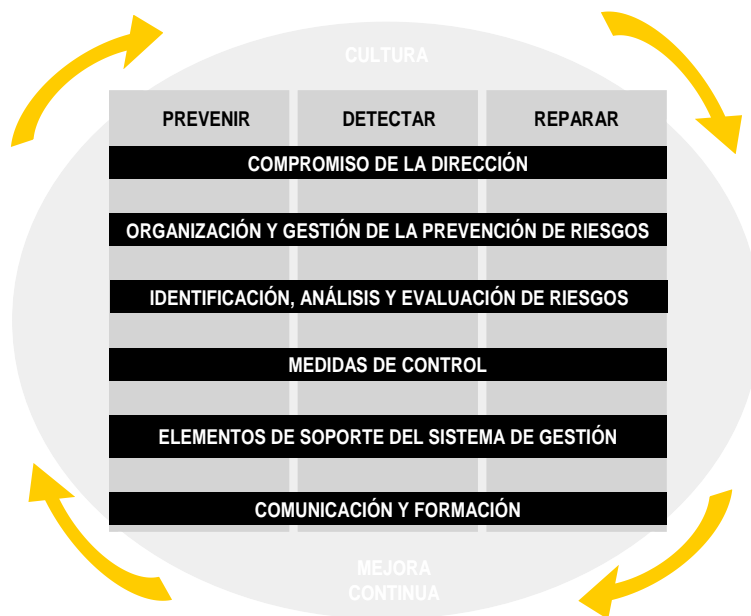 CULTURA
PREVENIR
DETECTAR
REPARAR
COMPROMISO DE LA DIRECCIÓN
ORGANIZACIÓN Y GESTIÓN DE LA PREVENCIÓN DE RIESGOS
IDENTIFICACIÓN, ANÁLISIS Y EVALUACIÓN DE RIESGOS
MEDIDAS DE CONTROL
ELEMENTOS DE SOPORTE DEL SISTEMA DE GESTIÓN
COMUNICACIÓN Y FORMACIÓN
MEJORA
CONTINUA